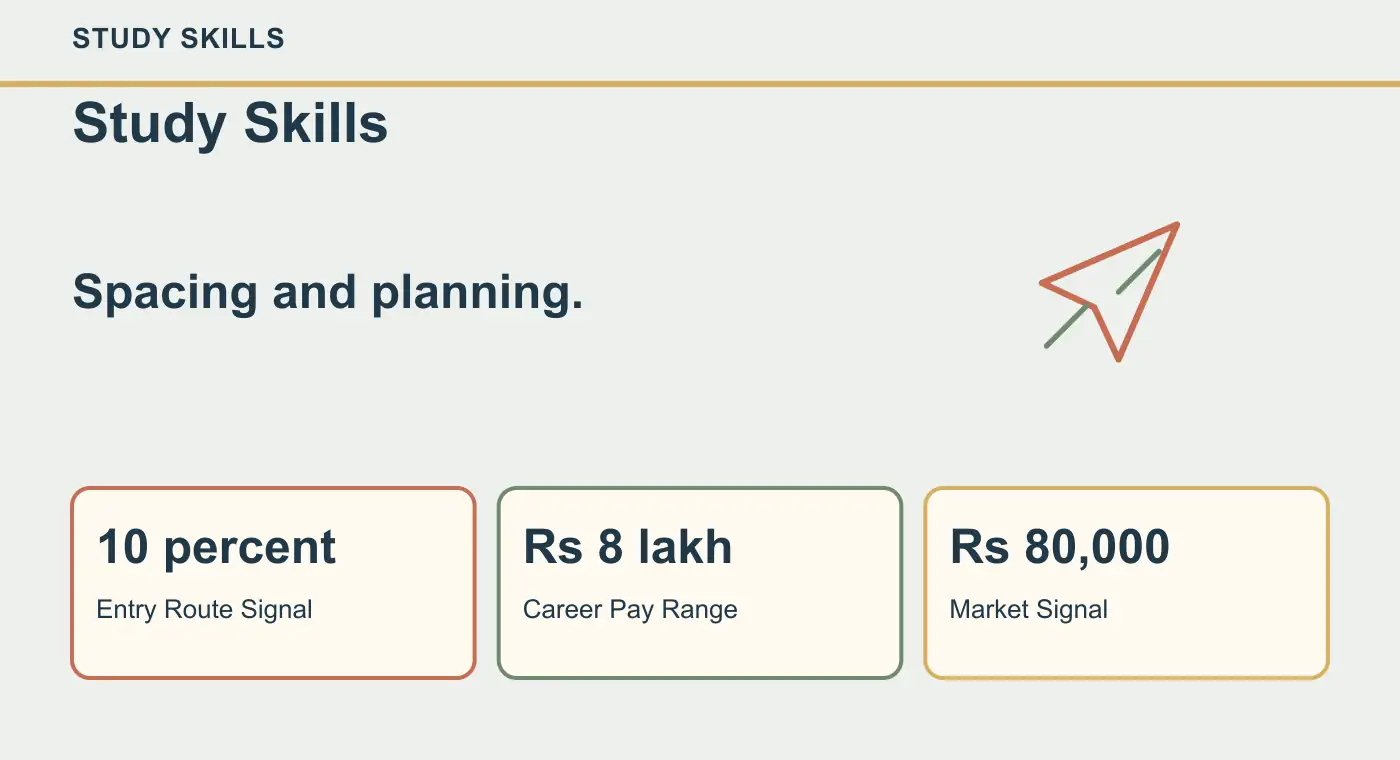 STUDY SKILLS
Study Skills
Spacing and planning.
10 percent
Entry Route Signal
Rs 8 lakh
Career Pay Range
Rs 80,000
Market Signal